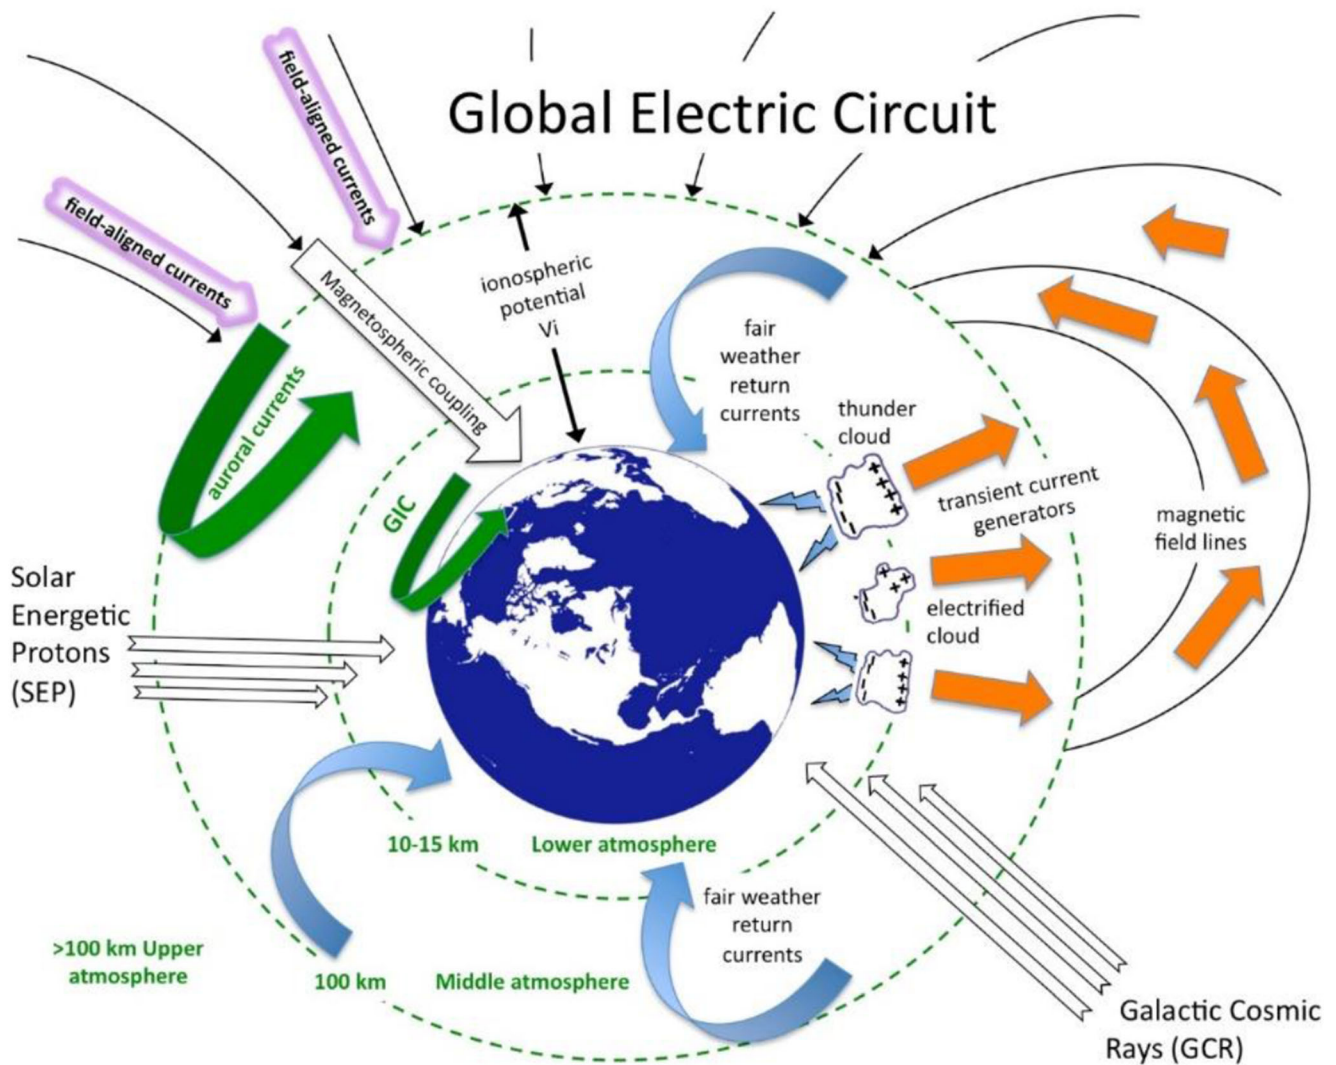 Global Electric Circuit
field-aligned currents
field-aligned currents
Magnetospheric coupling
ionospheric
potential
Vi
fair
weather
return
currents
thunder
cloud
auroral currents
GIC
transient current
generators
magnetic
field lines
electrified
cloud
Solar
Energetic
Protons
(SEP)
10-15 km
Lower atmosphere
fair weather
return
currents
>100 km Upper
atmosphere
100 km
Middle atmosphere
Galactic Cosmic
Rays (GCR)